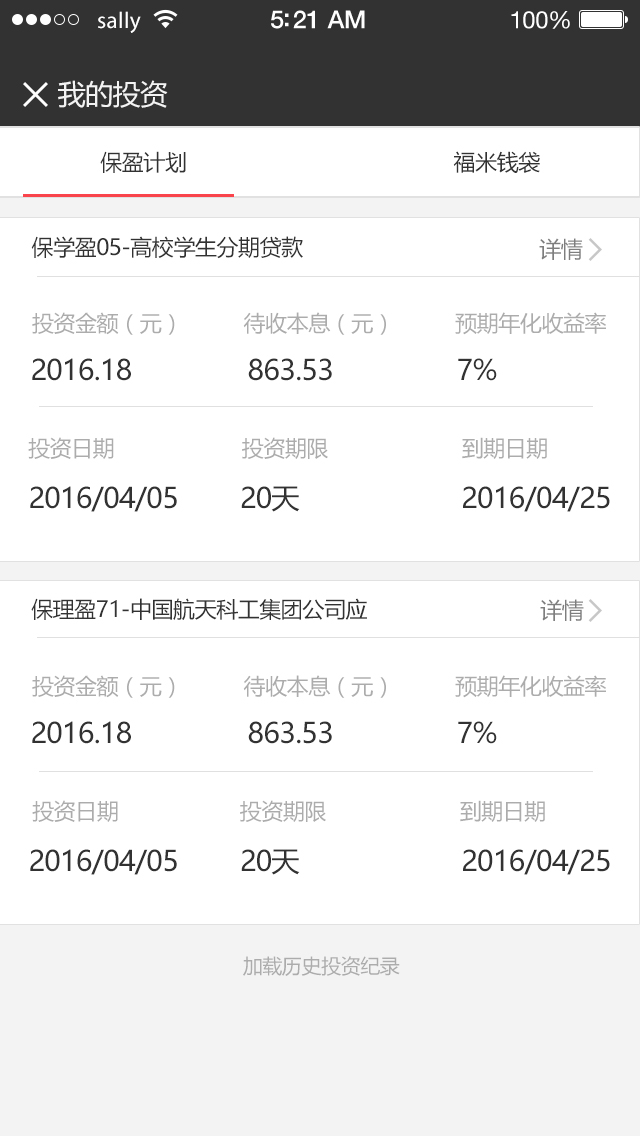 sally 5:21 AM 100%
我的投资
保盈计划 福米钱袋
保学盈05-高校学生分期贷款 详情
投资金额（元） 待收本息（元） 预期年化收益率
2016.18 863.53 7%
投资日期 投资期限 到期日期
2016/04/05 20天 2016/04/25
保理盈71-中国航天科工集团公司应 详情
投资金额（元） 待收本息（元） 预期年化收益率
2016.18 863.53 7%
投资日期 投资期限 到期日期
2016/04/05 20天 2016/04/25
加载历史投资纪录